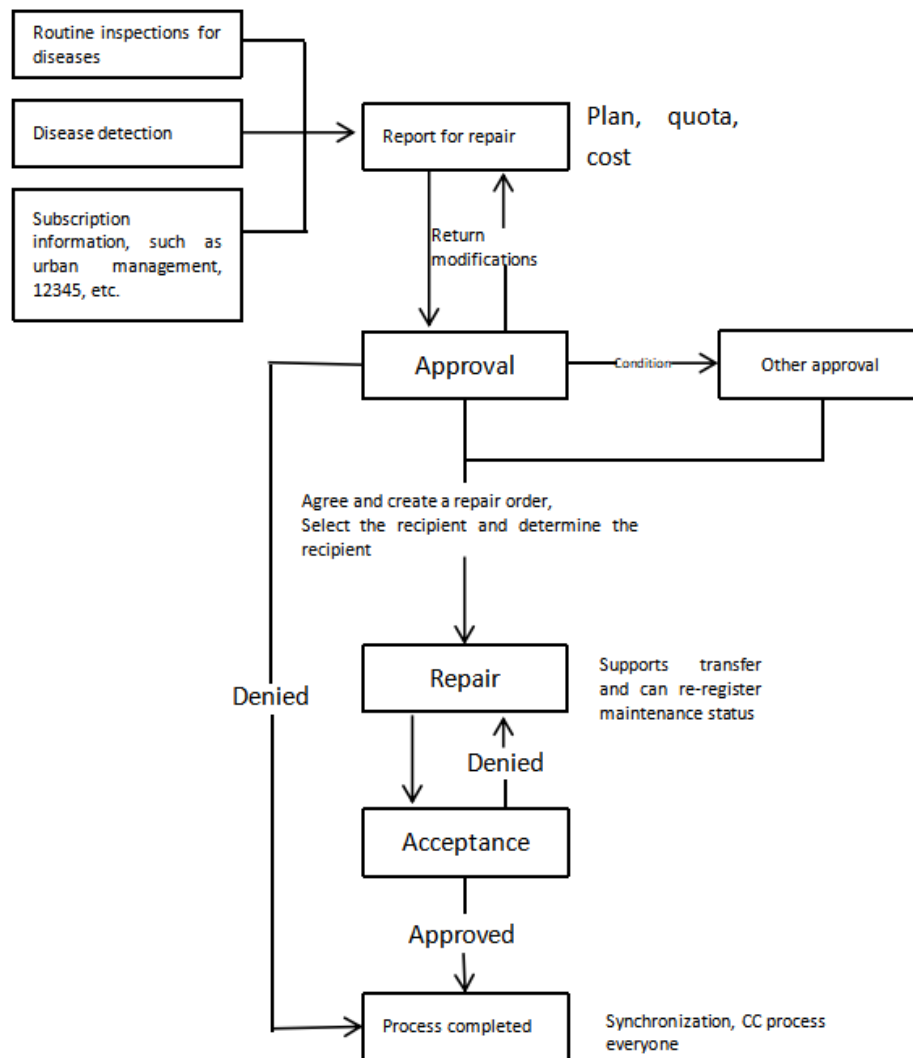 Routine inspections for
diseases
Disease detection
Subscription
information, such as
urban management,
12345, etc.
Report for repair
Plan, quota,
cost
Return
modifications
Approval
Condition
Other approval
Agree and create a repair order,
Select the recipient and determine the
recipient
Denied
Repair
Supports transfer
and can re-register
maintenance status
Denied
Acceptance
Approved
Process completed
Synchronization, CC process
everyone